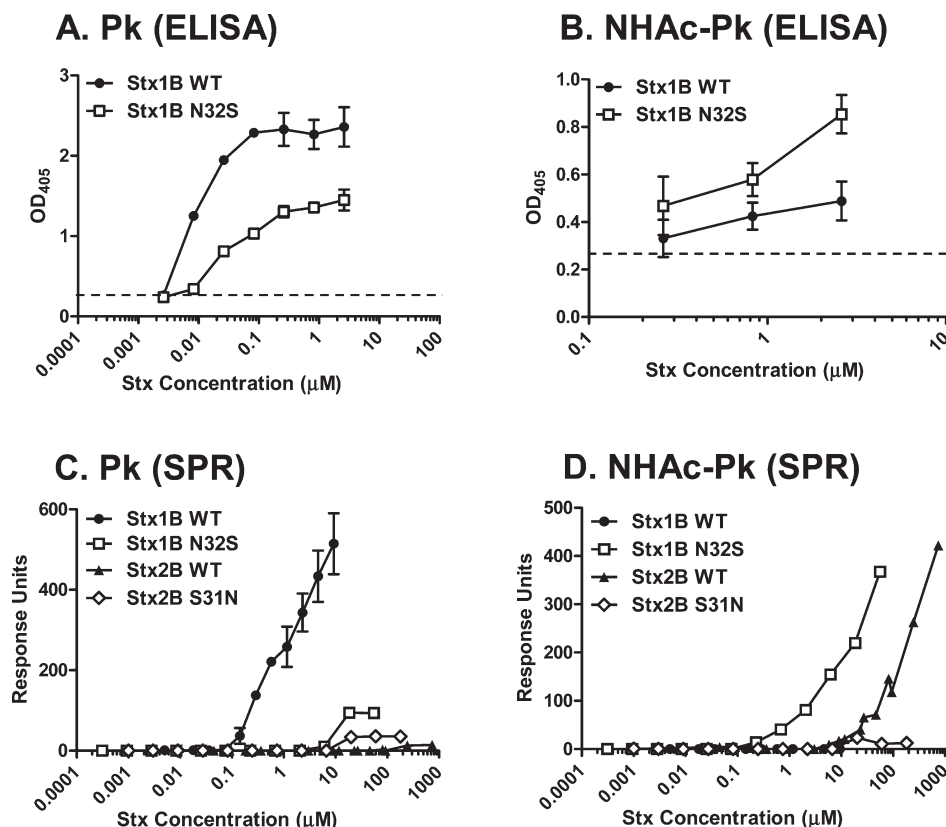 A. Pk (ELISA)
3
2
1
0
OD405
Stx1B WT
Stx1B N32S
0.0001
0.001
0.01
0.1
1
10
100
Stx Concentration (μM)
B. NHAc-Pk (ELISA)
1.0
0.8
0.6
0.4
0.2
0.0
OD405
Stx1B WT
Stx1B N32S
0.1
1
10
Stx Concentration (μM)
C. Pk (SPR)
600
400
200
0
Response Units
Stx1B WT
Stx1B N32S
Stx2B WT
Stx2B S31N
0.0001
0.001
0.01
0.1
1
10
100
1000
Stx Concentration (μM)
D. NHAc-Pk (SPR)
500
400
300
200
100
0
Response Units
Stx1B WT
Stx1B N32S
Stx2B WT
Stx2B S31N
0.0001
0.001
0.01
0.1
1
10
100
1000
Stx Concentration (μM)